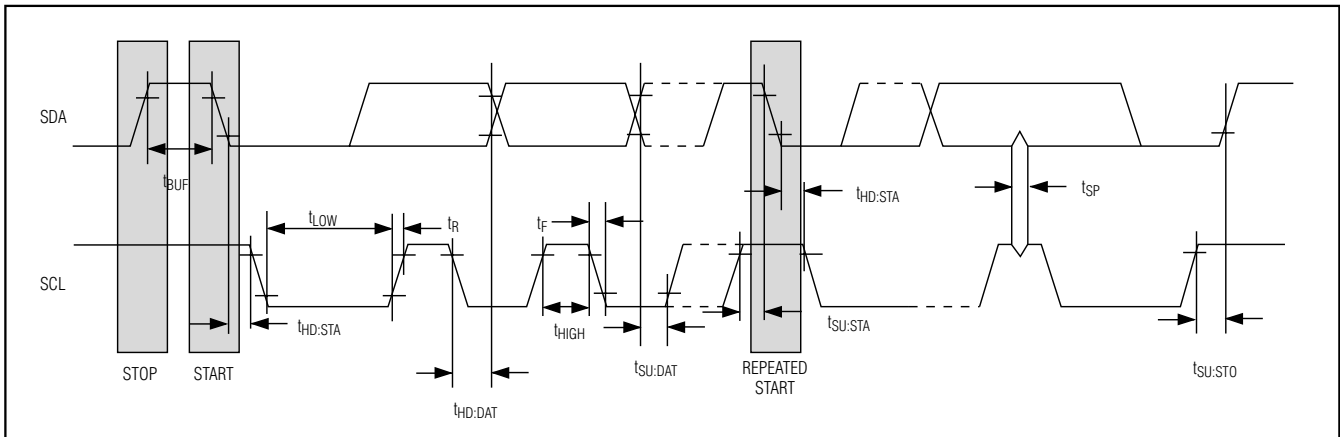 SDA
tBUF
tHD:STA
tSP
tLOW
tR
tF
SCL
tHD:STA
tHIGH
tSU:STA
tSU:DAT
STOP
START
REPEATED
START
tSU:STO
tHD:DAT